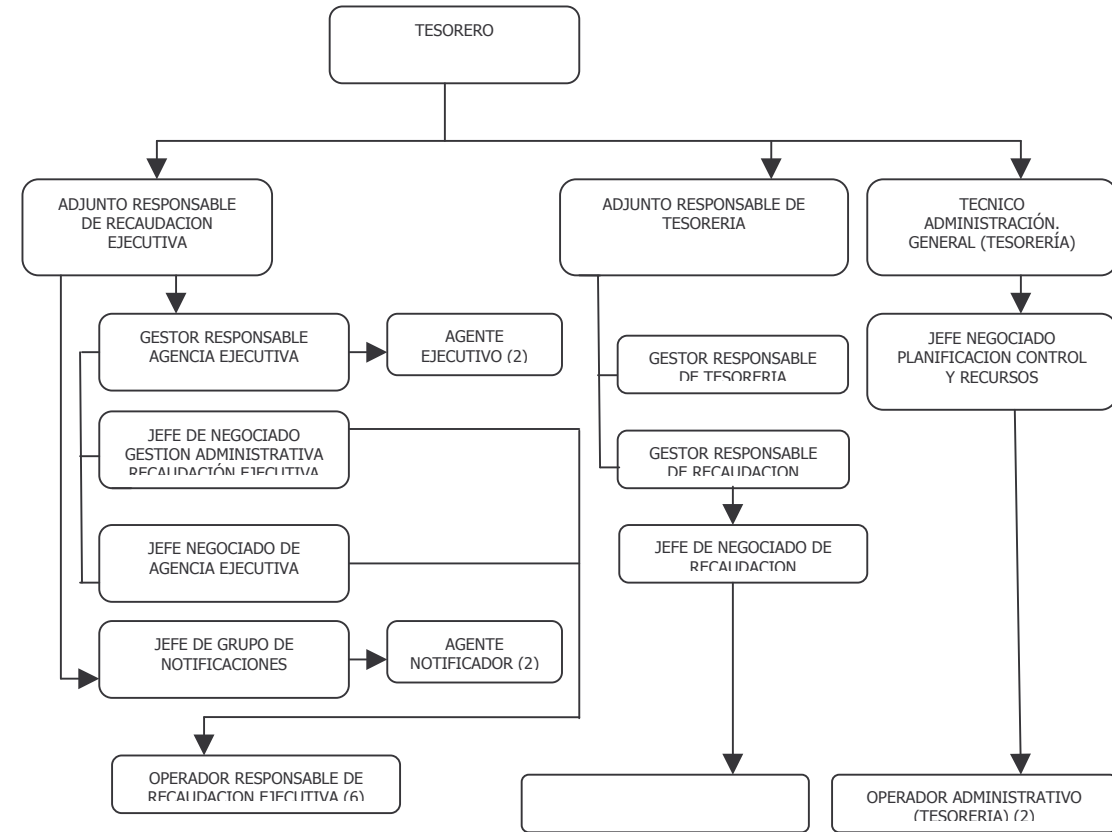 TESORERO
ADJUNTO RESPONSABLE
DE RECAUDACION
EJECUTIVA
ADJUNTO RESPONSABLE DE
TESORERIA
TECNICO
ADMINISTRACIÓN.
GENERAL (TESORERÍA)
GESTOR RESPONSABLE
AGENCIA EJECUTIVA
AGENTE
EJECUTIVO (2)
GESTOR RESPONSABLE
DE TESORERIA
JEFE NEGOCIADO
PLANIFICACION CONTROL
Y RECURSOS
JEFE DE NEGOCIADO
GESTION ADMINISTRATIVA
RECAUDACIÓN EJECUTIVA
GESTOR RESPONSABLE
DE RECAUDACION
JEFE NEGOCIADO DE
AGENCIA EJECUTIVA
JEFE DE NEGOCIADO DE
RECAUDACION
JEFE DE GRUPO DE
NOTIFICACIONES
AGENTE
NOTIFICADOR (2)
OPERADOR RESPONSABLE DE
RECAUDACION EJECUTIVA (6)
OPERADOR ADMINISTRATIVO
(TESORERIA) (2)